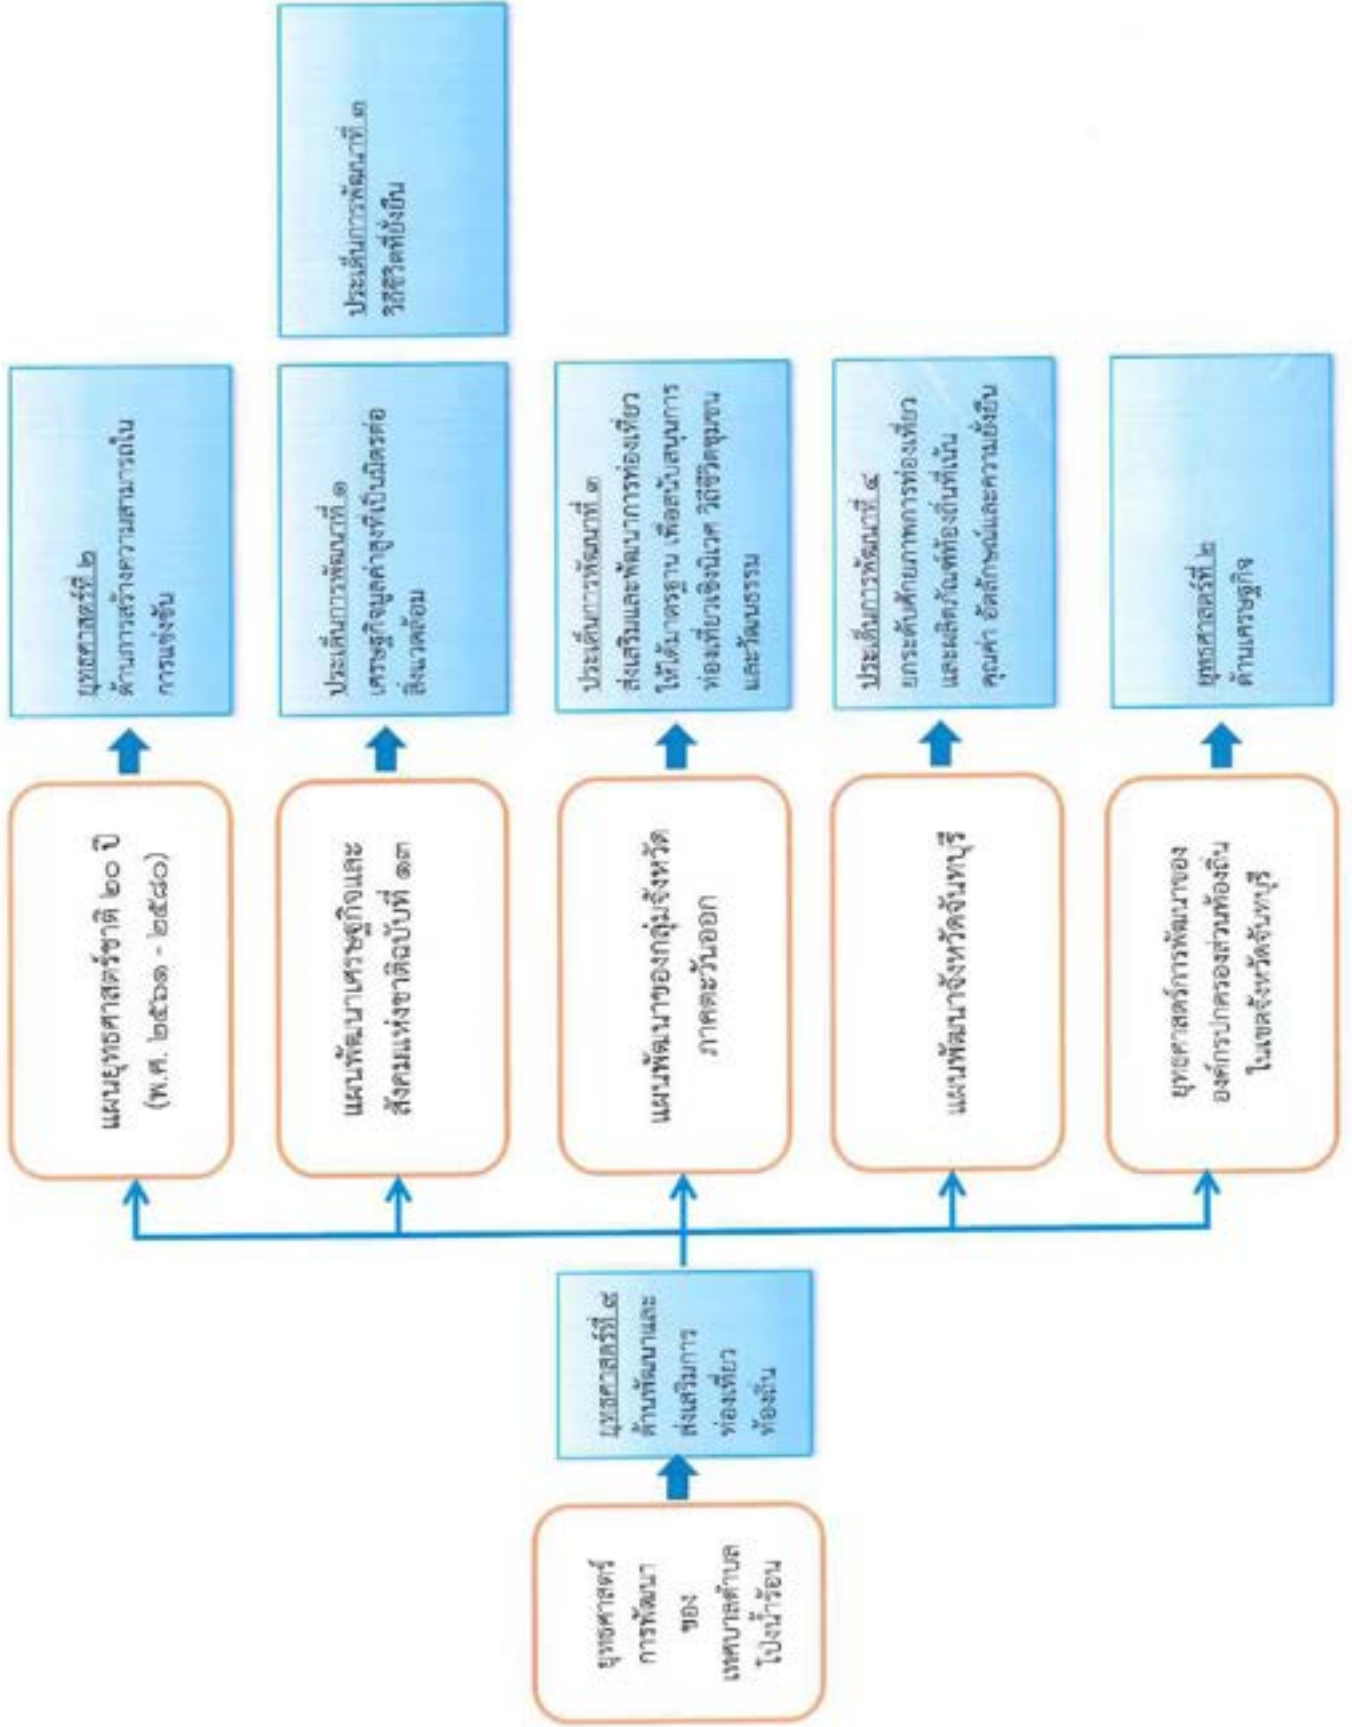 ยุทธศาสตร์
การพัฒนา
ของ
เทศบาลตำบล
โป่งน้ำร้อน
ยุทธศาสตร์ที่ ๕
ด้านพัฒนาและ
ส่งเสริมการ
ท่องเที่ยว
ท้องถิ่น
แผนยุทธศาสตร์ชาติ ๒๐ ปี
(พ.ศ. ๒๕๖๑ - ๒๕๘๐)
ยุทธศาสตร์ที่ ๒
ด้านการสร้างความสามารถใน
การแข่งขัน
แผนพัฒนาเศรษฐกิจและ
สังคมแห่งชาติฉบับที่ ๑๓
ประเด็นการพัฒนาที่ ๑
เศรษฐกิจมูลค่าสูงที่เป็นมิตรต่อ
สิ่งแวดล้อม
ประเด็นการพัฒนาที่ ๓
วิถีชีวิตที่ยั่งยืน
แผนพัฒนาของกลุ่มจังหวัด
ภาคตะวันออก
ประเด็นการพัฒนาที่ ๓
ส่งเสริมและพัฒนาการท่องเที่ยว
ให้ได้มาตรฐาน เพื่อสนับสนุนการ
ท่องเที่ยวเชิงนิเวศ วิถีชีวิตชุมชน
และวัฒนธรรม
แผนพัฒนาจังหวัดจันทบุรี
ประเด็นการพัฒนาที่ ๔
ยกระดับศักยภาพการท่องเที่ยว
และผลิตภัณฑ์ท้องถิ่นที่เน้น
คุณค่า อัตลักษณ์และความยั่งยืน
ยุทธศาสตร์การพัฒนาของ
องค์กรปกครองส่วนท้องถิ่น
ในเขตจังหวัดจันทบุรี
ยุทธศาสตร์ที่ ๒
ด้านเศรษฐกิจ